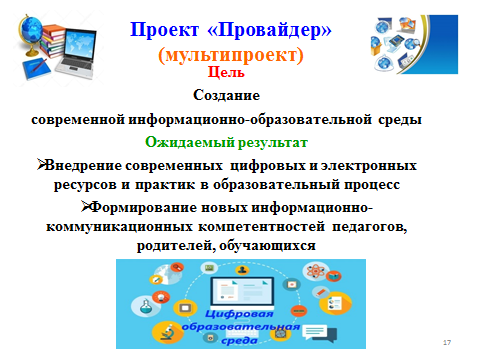 Проект «Провайдер»
(мультипроект)
Цель
Создание
современной информационно-образовательной среды
Ожидаемый результат
➢Внедрение современных цифровых и электронных
ресурсов и практик в образовательный процесс
➢Формирование новых информационно-
коммуникационных компетентностей педагогов,
родителей, обучающихся
Цифровая
образовательная
среда
17